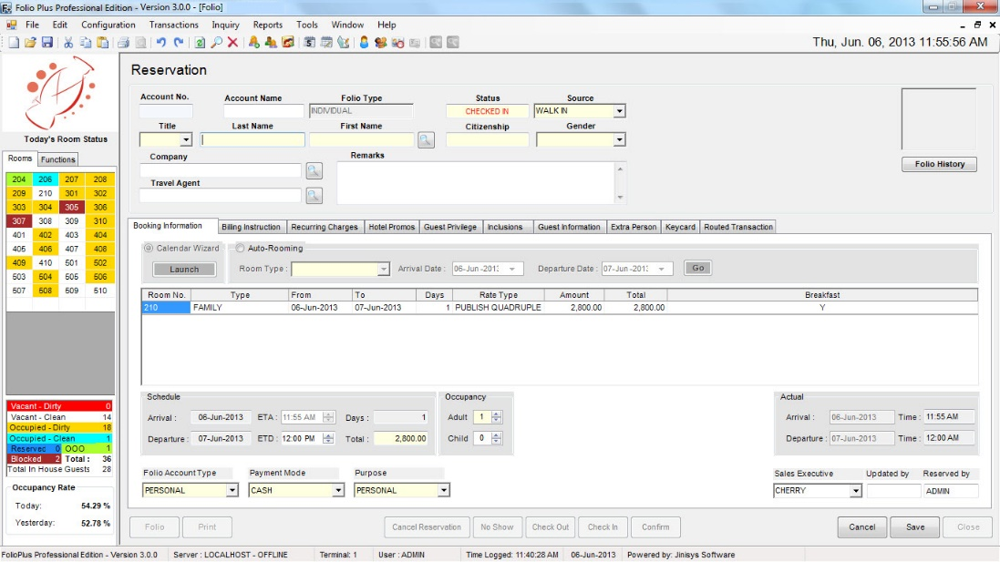 Folio Plus Professional Edition - Version 3.0.0 - [Folio]
File Edit Configuration Transactions Inquiry Reports Tools Window Help
Thu, Jun. 06, 2013 11:55:56 AM
Reservation
Account No. Account Name Folio Type Status Source
INDIVIDUAL CHECKED IN WALK IN
Title Last Name First Name Citizenship Gender
Company Remarks
Travel Agent
Folio History
Today's Room Status
Rooms Functions
204 206 207 208
209 210 301 302
303 304 305 306
307 308 309 310
401 402 403 404
405 406 407 408
409 410 501 502
503 504 505 506
507 508 509 510
Vacant - Dirty 0
Vacant - Clean 14
Occupied - Dirty 18
Occupied - Clean 1
Reserved 0 OOO 1
Blocked 2 Total : 36
Total In House Guests 28
Occupancy Rate
Today: 54.29 %
Yesterday: 52.78 %
Booking Information Billing Instruction Recurring Charges Hotel Promos Guest Privilege Inclusions Guest Information Extra Person Keycard Routed Transaction
Calendar Wizard Auto-Rooming
Launch Room Type : Arrival Date : 06-Jun-201 Departure Date : 07-Jun-201 Go
Room No. Type From To Days Rate Type Amount Total Breakfast
210 FAMILY 06-Jun-2013 07-Jun-2013 1 PUBLISH QUADRUPLE 2,800.00 2,800.00 Y
Schedule Occupancy Actual
Arrival : 06-Jun-2013 ETA : 11:55 AM Days : 1 Adult 1 Arrival : 06-Jun-2013 Time : 11:55 AM
Departure : 07-Jun-2013 ETD : 12:00 PM Total : 2,800.00 Child 0 Departure : 07-Jun-2013 Time : 12:00 AM
Folio Account Type Payment Mode Purpose Sales Executive Updated by Reserved by
PERSONAL CASH PERSONAL CHERRY ADMIN
Folio Print Cancel Reservation No Show Check Out Check In Confirm Cancel Save Close
FolioPlus Professional Edition - Version 3.0.0 Server : LOCALHOST - OFFLINE Terminal: 1 User : ADMIN Time Logged: 11:40:28 AM 06-Jun-2013 Powered by: Jinisys Software